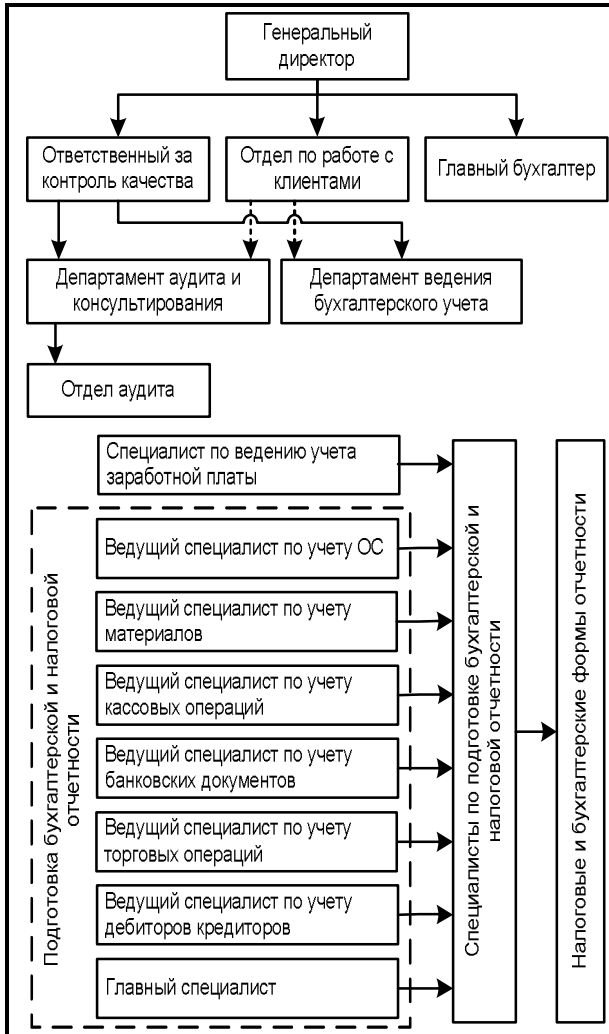 Генеральный
директор
Ответственный за
контроль качества
Отдел по работе с
клиентами
Главный бухгалтер
Департамент аудита и
консультирования
Департамент ведения
бухгалтерского учета
Отдел аудита
Специалист по ведению учета
заработной платы
Подготовка бухгалтерской и налоговой
отчетности
Ведущий специалист по учету ОС
Ведущий специалист по учету
материалов
Ведущий специалист по учету
кассовых операций
Ведущий специалист по учету
банковских документов
Ведущий специалист по учету
торговых операций
Ведущий специалист по учету
дебиторов кредиторов
Главный специалист
Специалисты по подготовке бухгалтерской и
налоговой отчетности
Налоговые и бухгалтерские формы отчетности